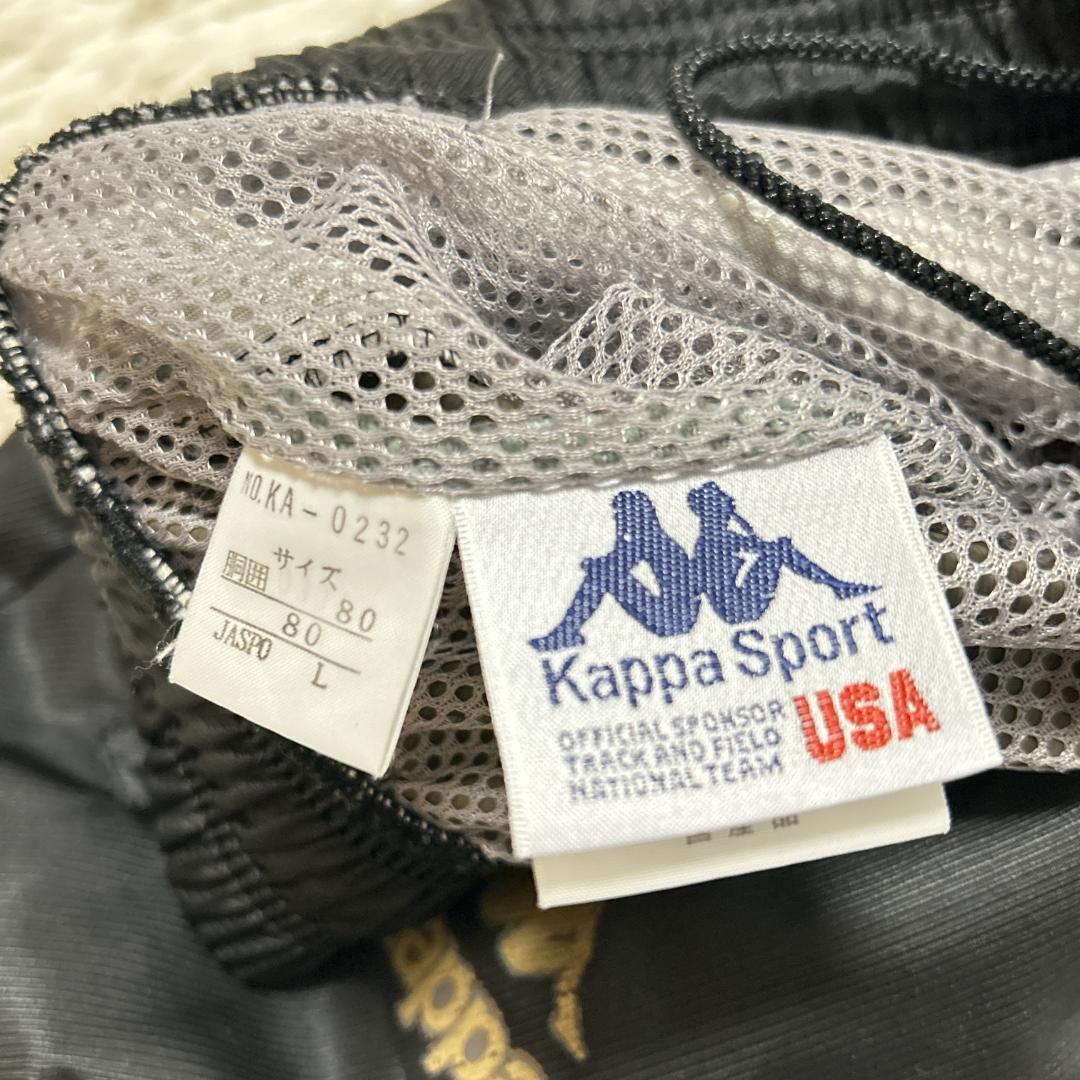 NO.KA-0232
サイズ
胴囲 80
80
JASPO L
Kappa Sport
OFFICIAL SPONSOR
TRACK AND FIELD
NATIONAL TEAM
USA